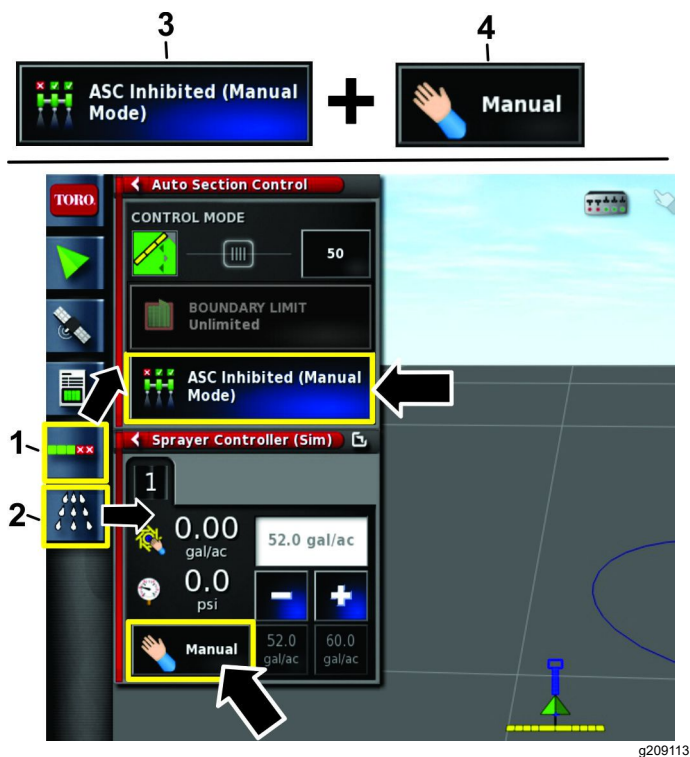 3
4
ASC Inhibited (Manual
Mode)
Manual
TORO
Auto Section Control
CONTROL MODE
50
BOUNDARY LIMIT
Unlimited
ASC Inhibited (Manual
Mode)
1
Sprayer Controller (Sim)
2
1
0.00
gal/ac
52.0 gal/ac
0.0
psi
Manual
52.0
gal/ac
60.0
gal/ac
g209113